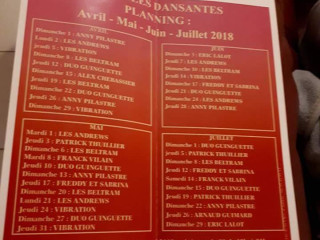 LES DANSANTES
PLANNING :
Avril - Mai - Juin - Juillet 2018
AVRIL
Dimanche 1 : ANNY PILASTRE
Lundi 2 : LES ANDREWS
Jeudi 5 : VIBRATION
Dimanche 8 : LES BELTRAM
Jeudi 12 : DUO GUINGUETTE
Dimanche 15 : ALEX
Jeudi 19 : LES BELTRAM
Dimanche 22 : DUO GUINGUETTE
Jeudi 26 : ANNY PILASTRE
Dimanche 29 : VIBRATION
MAI
Mardi 1 : LES ANDREWS
Jeudi 3 : PATRICK THUILLIER
Dimanche 6 : LES BELTRAM
Mardi 8 : FRANCK VILAIN
Jeudi 10 : DUO GUINGUETTE
Dimanche 13 : ANNY PILASTRE
Jeudi 17 : FREDDY ET SABRINA
Dimanche 20 : LES BELTRAM
Lundi 21 : LES ANDREWS
Jeudi 24 : VIBRATION
Dimanche 27 : DUO GUINGUETTE
Jeudi 31 : VIBRATION
JUIN
Dimanche 3 : ERIC LALOT
Jeudi 7 : LES ANDREWS
Dimanche 10 : LES BELTRAM
Jeudi 14 : VIBRATION
Dimanche 17 : FREDDY ET SABRINA
Jeudi 21 : DUO GUINGUETTE
Dimanche 24 : LES ANDREWS
Jeudi 28 : ANNY PILASTRE
JUILLET
Dimanche 1 : DUO GUINGUETTE
Jeudi 5 : PATRICK THUILLIER
Dimanche 8 : LES BELTRAM
Jeudi 12 : FREDDY ET SABRINA
Samedi 14 : FRANCK VILAIN
Dimanche 15 : DUO GUINGUETTE
Jeudi 19 : PATRICK THUILLIER
Dimanche 22 : ANNY PILASTRE
Jeudi 26 : ARNAUD GUIMARD
Dimanche 29 : ERIC LALOT